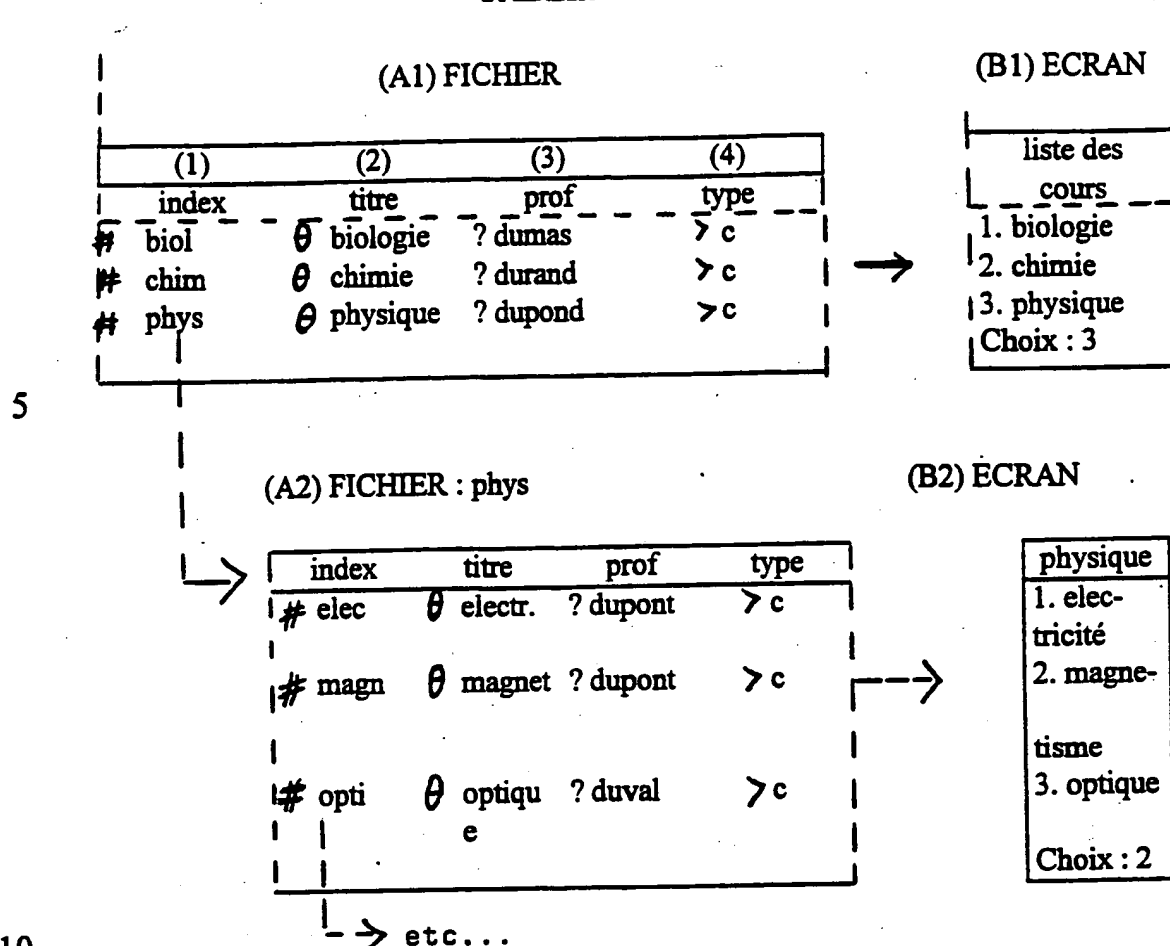 (A1) FICHIER
(B1) ECRAN
(1) (2) (3) (4)
index titre prof type
# biol θ biologie ? dumas > c
# chim θ chimie ? durand > c
# phys θ physique ? dupond > c
liste des
cours
1. biologie
2. chimie
3. physique
Choix : 3
5
(A2) FICHIER : phys
(B2) ECRAN
index titre prof type
# elec θ electr. ? dupont > c
# magn θ magnet ? dupont > c
# opti θ optiqu ? duval > c
e
physique
1. elec-
tricité
2. magne-
tisme
3. optique
Choix : 2
etc...
10